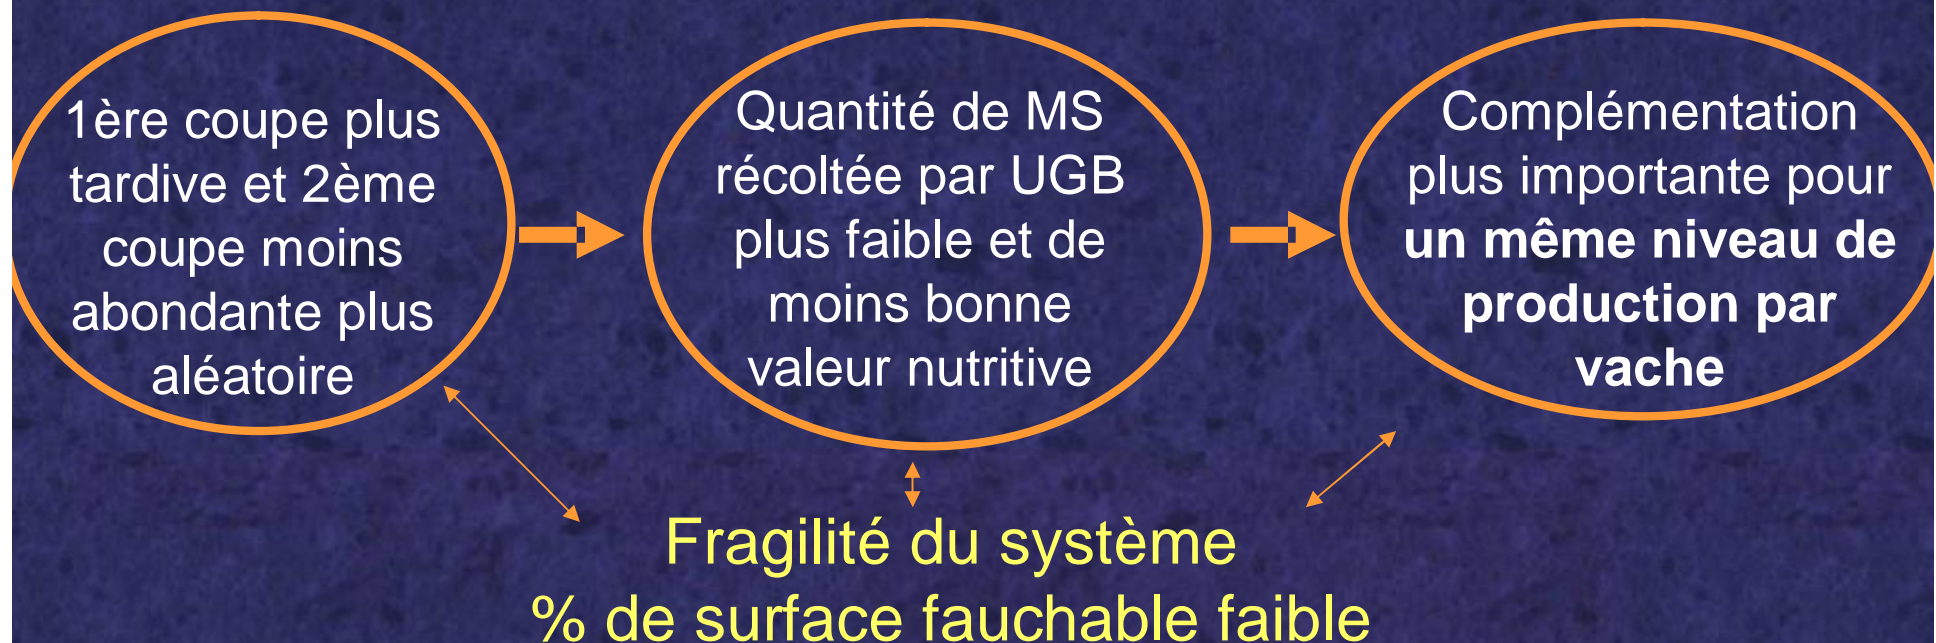 1ère coupe plus
tardive et 2ème
coupe moins
abondante plus
aléatoire
Quantité de MS
récoltée par UGB
plus faible et de
moins bonne
valeur nutritive
Complémentation
plus importante pour
un même niveau de
production par
vache
Fragilité du système
% de surface fauchable faible